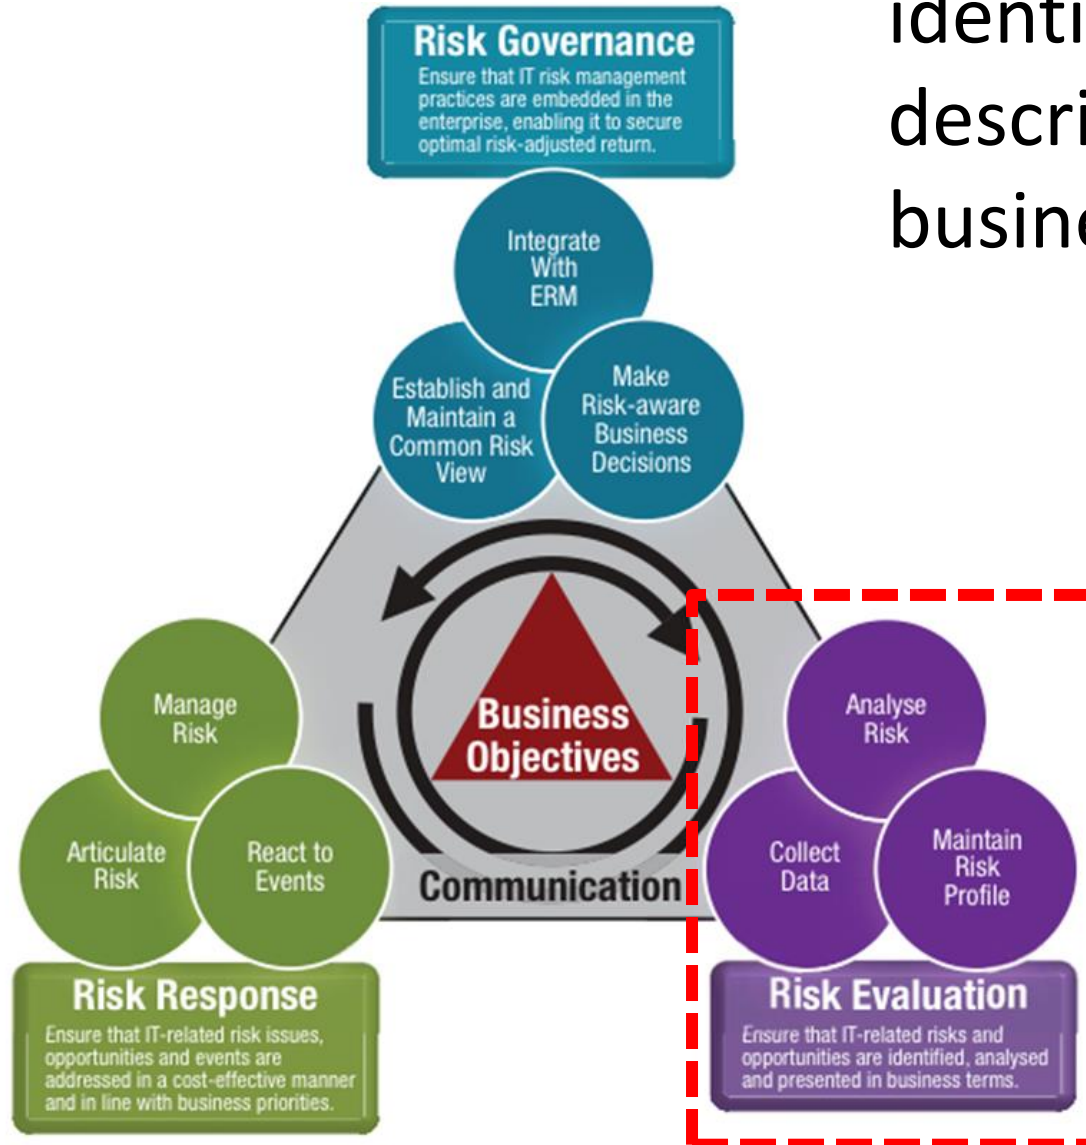 Risk Governance
Ensure that IT risk management
practices are embedded in the
enterprise, enabling it to secure
optimal risk-adjusted return.
Integrate
With
ERM
Establish and
Maintain a
Common Risk
View
Make
Risk-aware
Business
Decisions
Business
Objectives
Communication
Manage
Risk
Articulate
Risk
React to
Events
Risk Response
Ensure that IT-related risk issues,
opportunities and events are
addressed in a cost-effective manner
and in line with business priorities.
Analyse
Risk
Collect
Data
Maintain
Risk
Profile
Risk Evaluation
Ensure that IT-related risks and
opportunities are identified, analysed
and presented in business terms.